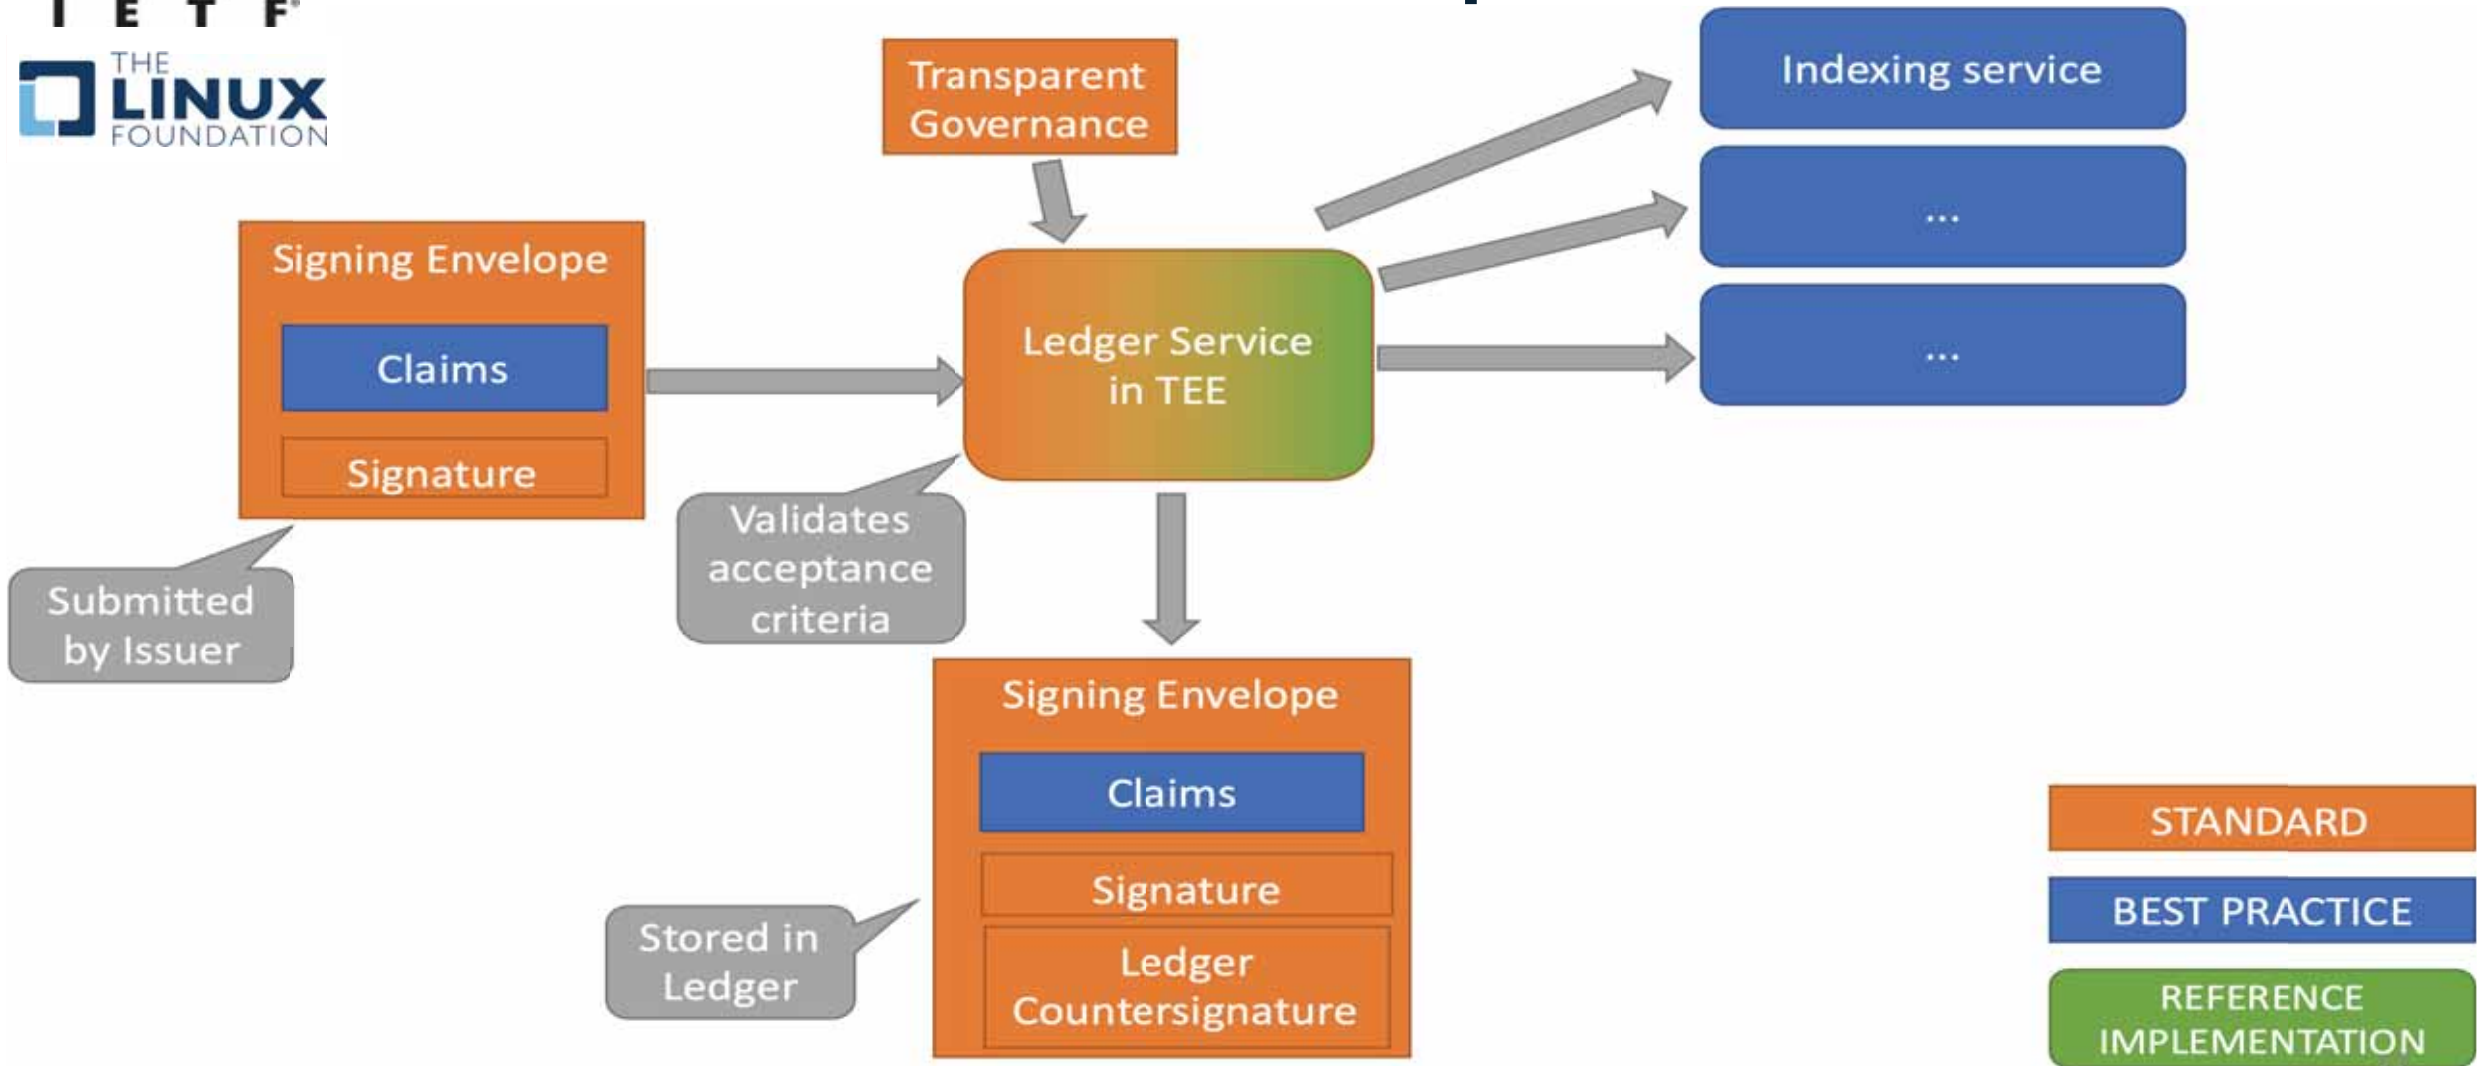 I E T F®
THE
LINUX
FOUNDATION
Transparent
Governance
Indexing service
...
...
Signing Envelope
Claims
Signature
Submitted
by Issuer
Ledger Service
in TEE
Validates
acceptance
criteria
Signing Envelope
Claims
Signature
Ledger
Countersignature
Stored in
Ledger
STANDARD
BEST PRACTICE
REFERENCE
IMPLEMENTATION